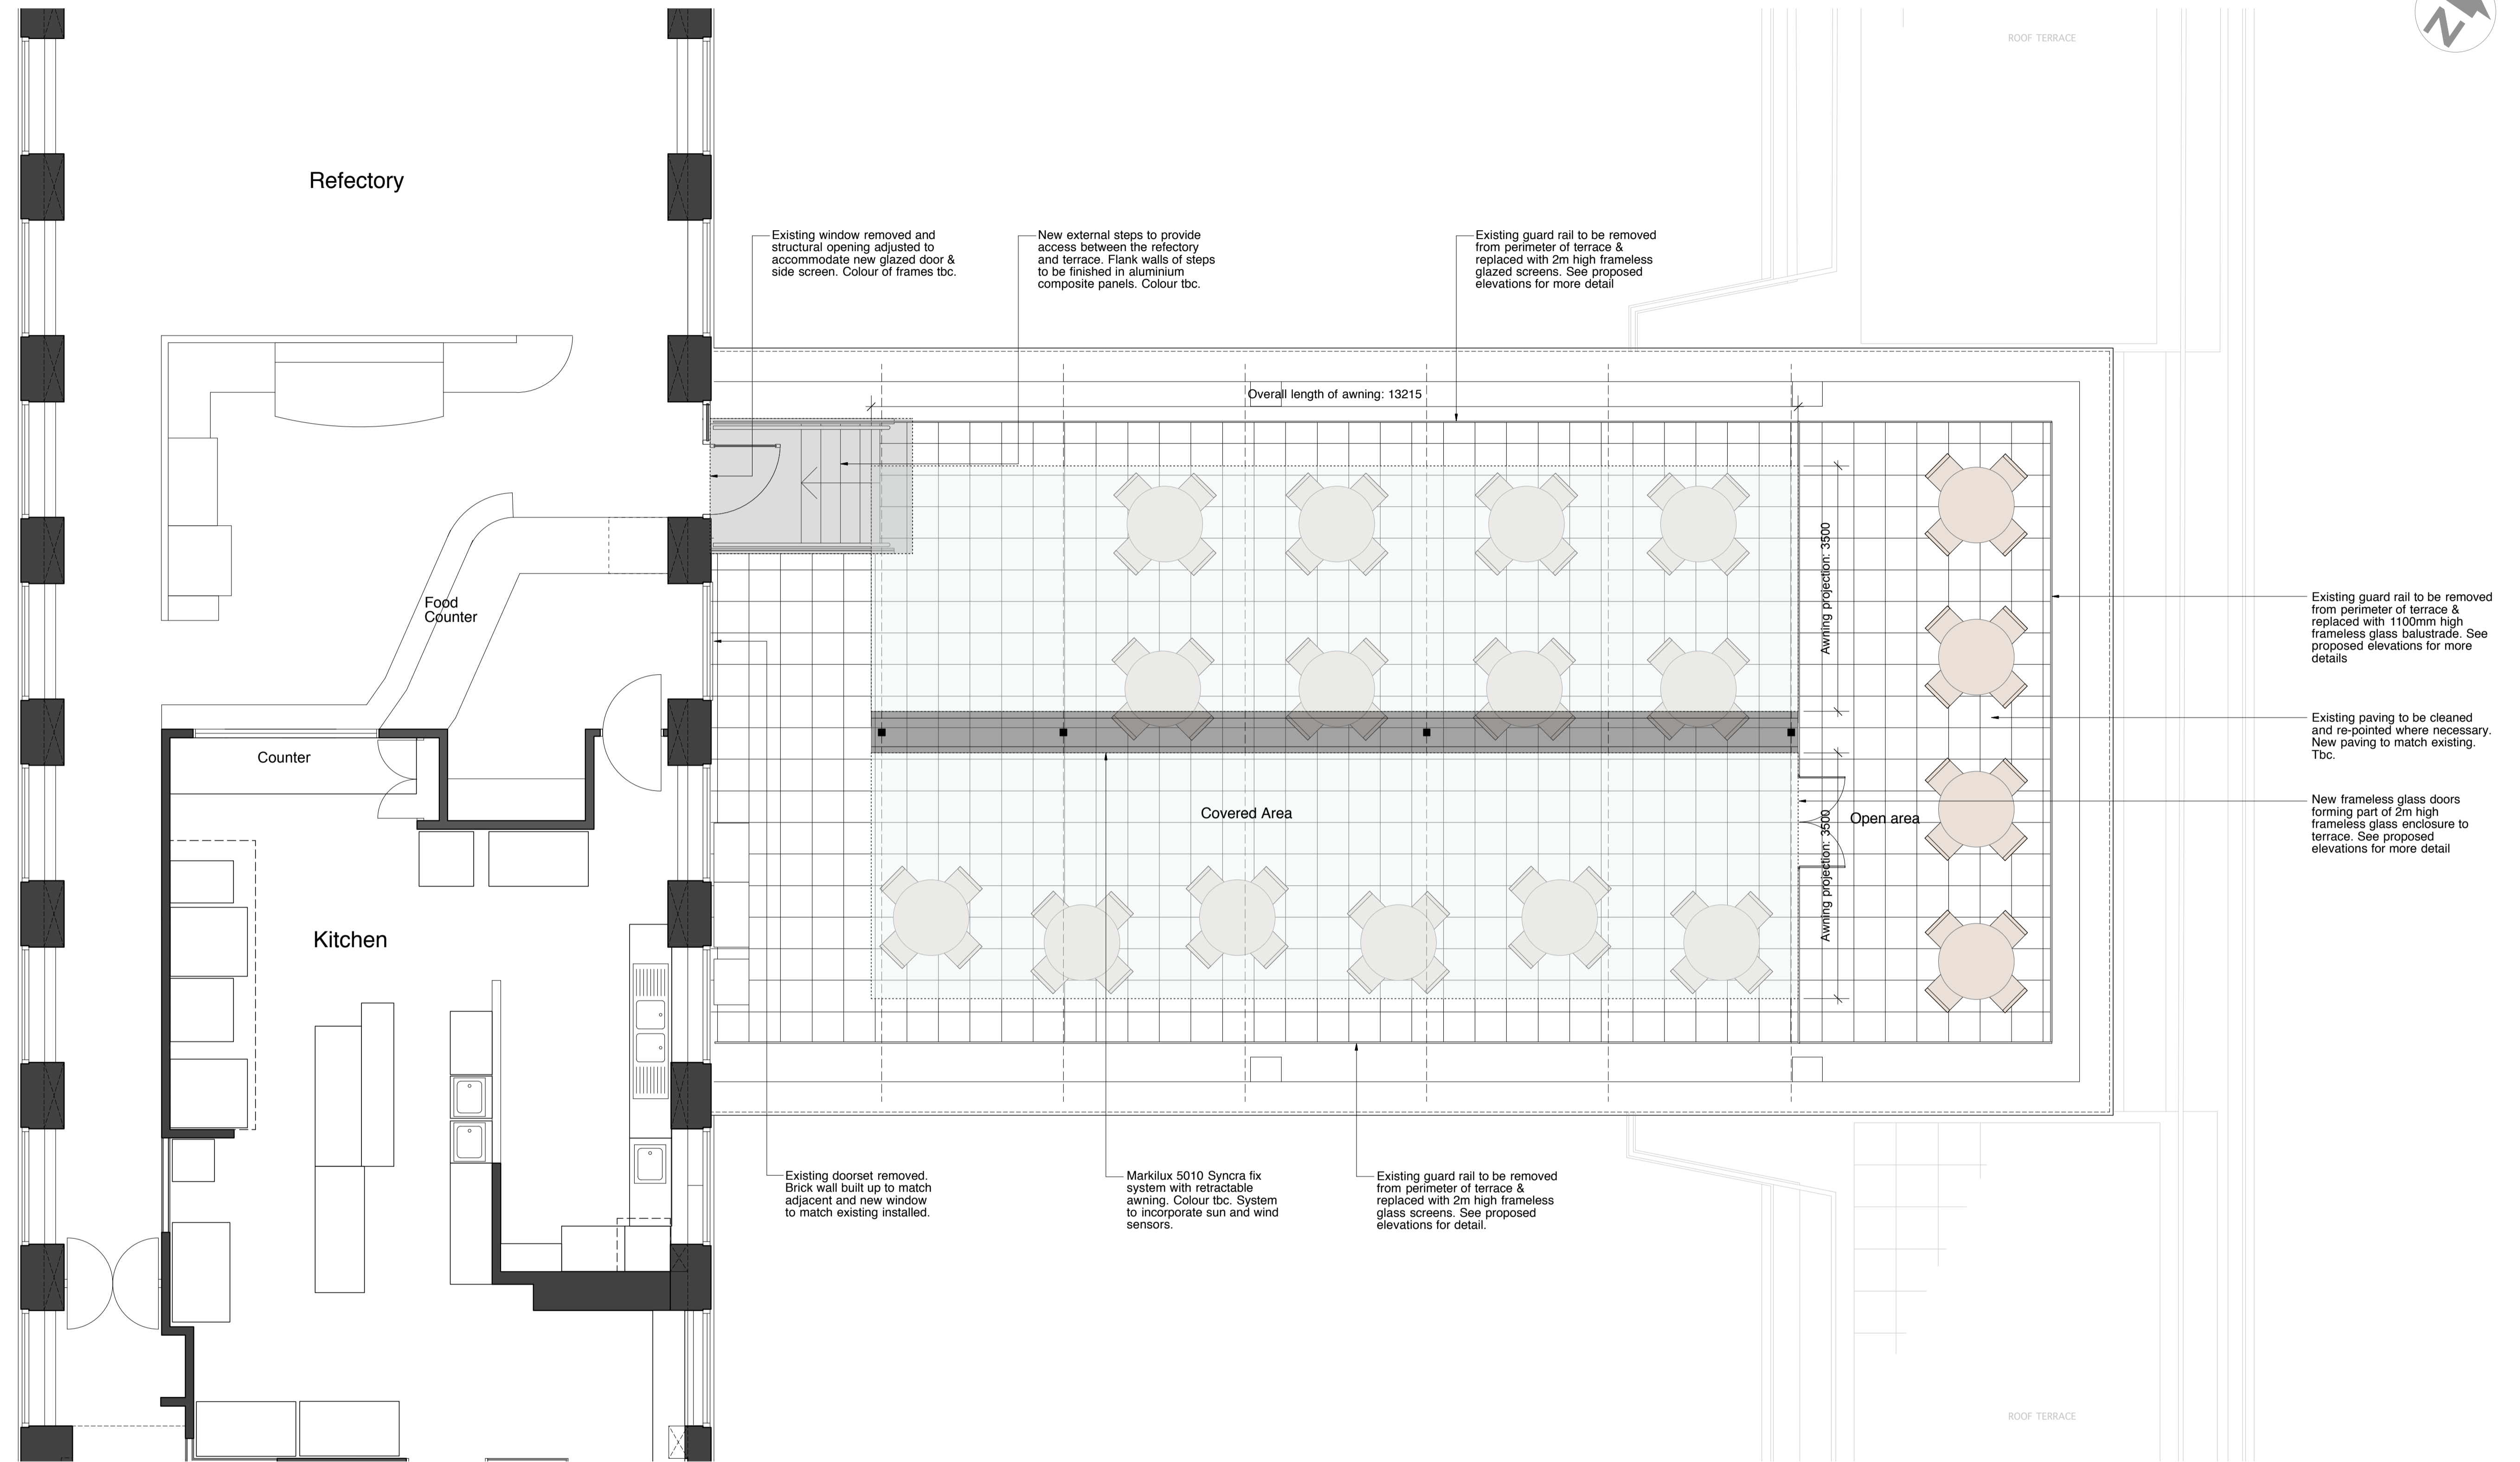 N
ROOF TERRACE
Refectory
Existing window removed and
structural opening adjusted to
accommodate new glazed door &
side screen. Colour of frames tbc.
New external steps to provide
access between the refectory
and terrace. Flank walls of steps
to be finished in aluminium
composite panels. Colour tbc.
Existing guard rail to be removed
from perimeter of terrace &
replaced with 2m high frameless
glazed screens. See proposed
elevations for more detail
Overall length of awning: 13215
Awning projection: 3500
Food
Counter
Existing guard rail to be removed
from perimeter of terrace &
replaced with 1100mm high
frameless glass balustrade. See
proposed elevations for more
details
Existing paving to be cleaned
and re-pointed where necessary.
New paving to match existing.
Tbc.
Counter
Covered Area
Awning projection: 3500
Open area
New frameless glass doors
forming part of 2m high
frameless glass enclosure to
terrace. See proposed
elevations for more detail
Kitchen
Existing doorset removed.
Brick wall built up to match
adjacent and new window
to match existing installed.
Markilux 5010 Syncra fix
system with retractable
awning. Colour tbc. System
to incorporate sun and wind
sensors.
Existing guard rail to be removed
from perimeter of terrace &
replaced with 2m high frameless
glass screens. See proposed
elevations for detail.
ROOF TERRACE